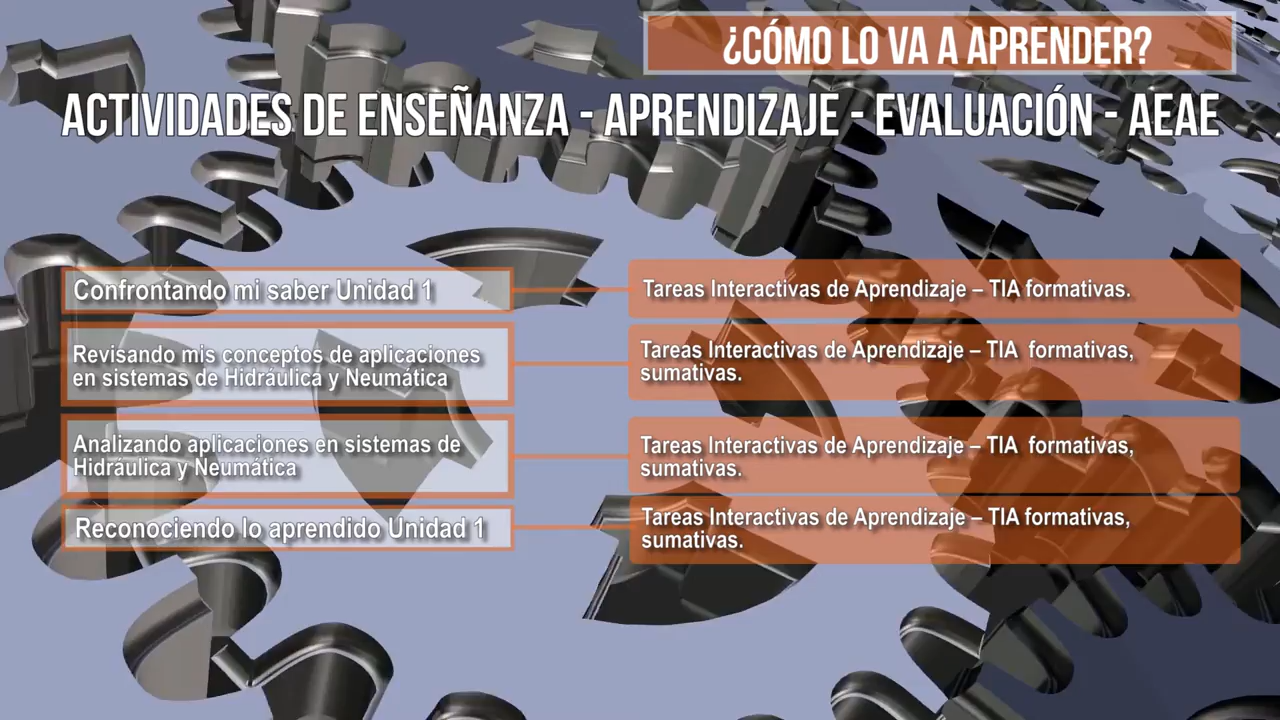 ¿CÓMO LO VA A APRENDER?
ACTIVIDADES DE ENSEÑANZA - APRENDIZAJE - EVALUACIÓN - AEAE
Confrontando mi saber Unidad 1
Tareas Interactivas de Aprendizaje – TIA formativas.
Revisando mis conceptos de aplicaciones
en sistemas de Hidráulica y Neumática
Tareas Interactivas de Aprendizaje – TIA formativas,
sumativas.
Analizando aplicaciones en sistemas de
Hidráulica y Neumática
Tareas Interactivas de Aprendizaje – TIA formativas,
sumativas.
Reconociendo lo aprendido Unidad 1
Tareas Interactivas de Aprendizaje – TIA formativas,
sumativas.